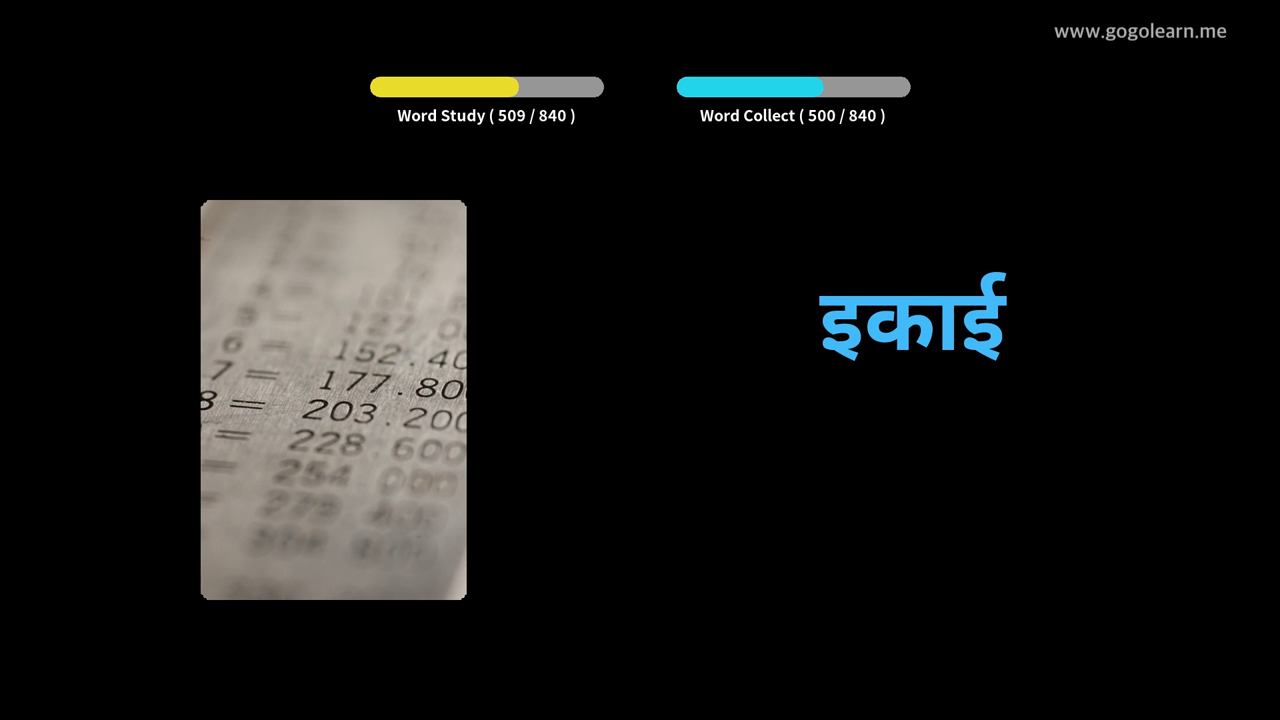 www.gogolearn.me
Word Study ( 509 / 840 )
Word Collect ( 500 / 840 )
6 = 152.40
7 = 177.80
8 = 203.200
= 228.600
= 254 000
इकाई